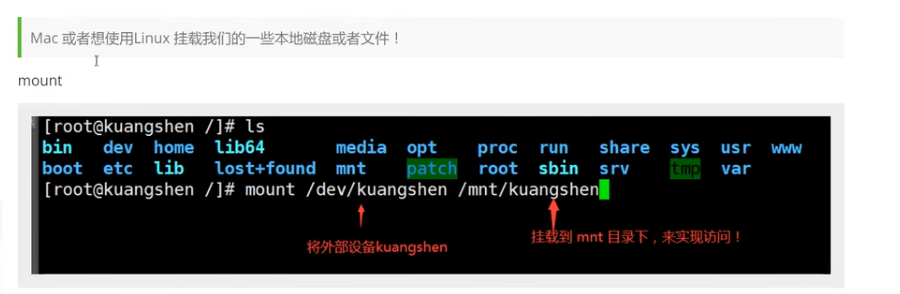 Mac 或者想使用Linux 挂载我们的一些本地磁盘或者文件！
mount
[root@kuangshen /]# ls
bin dev home lib64 media opt proc run share sys usr www
boot etc lib lost+found mnt patch root sbin srv tmp var
[root@kuangshen /]# mount /dev/kuangshen /mnt/kuangshen
将外部设备kuangshen
挂载到 mnt 目录下，来实现访问！